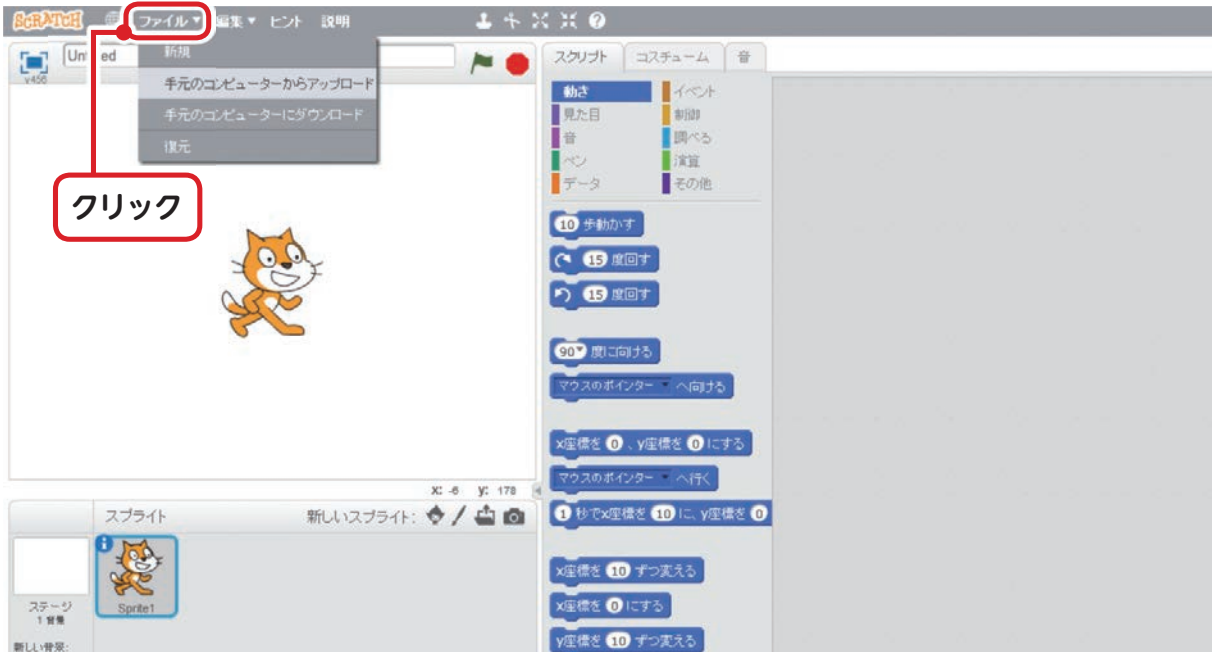 SCRATCH ファイル▼ 編集▼ ヒント 説明
Untitled
v456
新規
手元のコンピューターからアップロード
手元のコンピューターにダウンロード
復元
クリック
x: -6 y: 178
スプライト 新しいスプライト:
ステージ
1 背景
新しい背景:
Sprite1
スクリプト コスチューム 音
動き イベント
見た目 制御
音 調べる
ペン 演算
データ その他
10 歩動かす
15 度回す
15 度回す
90▼ 度に向ける
マウスのポインター▼ へ向ける
x座標を 0 、y座標を 0 にする
マウスのポインター▼ へ行く
1 秒でx座標を 10 に、y座標を 0
x座標を 10 ずつ変える
x座標を 0 にする
y座標を 10 ずつ変える